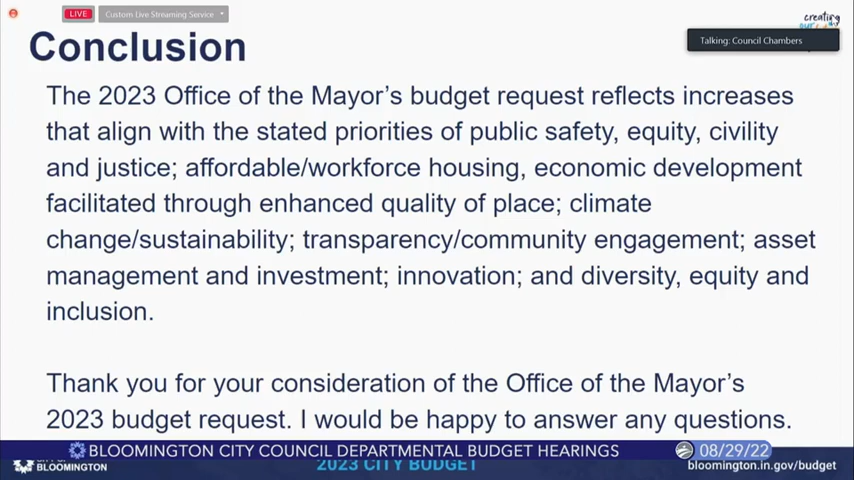 LIVE
Custom Live Streaming Service
creating
Talking: Council Chambers
Conclusion
The 2023 Office of the Mayor's budget request reflects increases
that align with the stated priorities of public safety, equity, civility
and justice; affordable/workforce housing, economic development
facilitated through enhanced quality of place; climate
change/sustainability; transparency/community engagement; asset
management and investment; innovation; and diversity, equity and
inclusion.
Thank you for your consideration of the Office of the Mayor's
2023 budget request. I would be happy to answer any questions.
BLOOMINGTON CITY COUNCIL DEPARTMENTAL BUDGET HEARINGS
08/29/22
BLOOMINGTON
2023 CITY BUDGET
bloomington.in.gov/budget